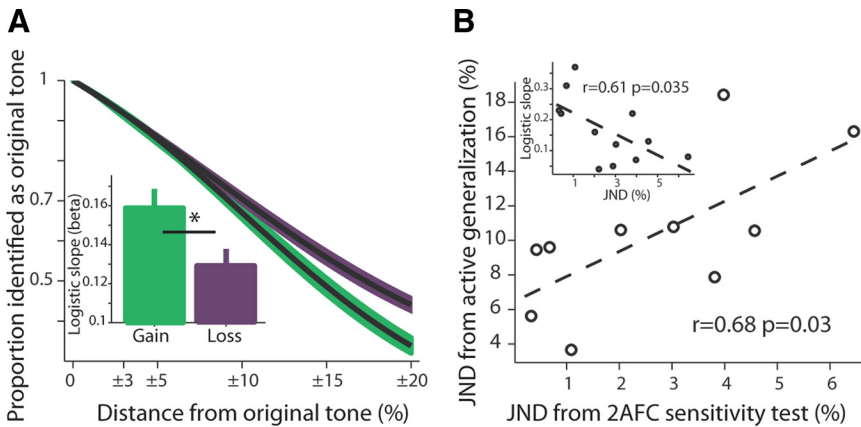 A
Proportion identified as original tone
1
0.7
0.5
Logistic slope (beta)
0.16
0.14
0.12
0.1
*
Gain
Loss
0
±3
±5
±10
±15
±20
Distance from original tone (%)
B
JND from active generalization (%)
18
16
14
12
10
8
6
4
Logistic slope
0.3
0.1
r=0.61 p=0.035
1
3
5
JND (%)
r=0.68 p=0.03
1
2
3
4
5
6
JND from 2AFC sensitivity test (%)